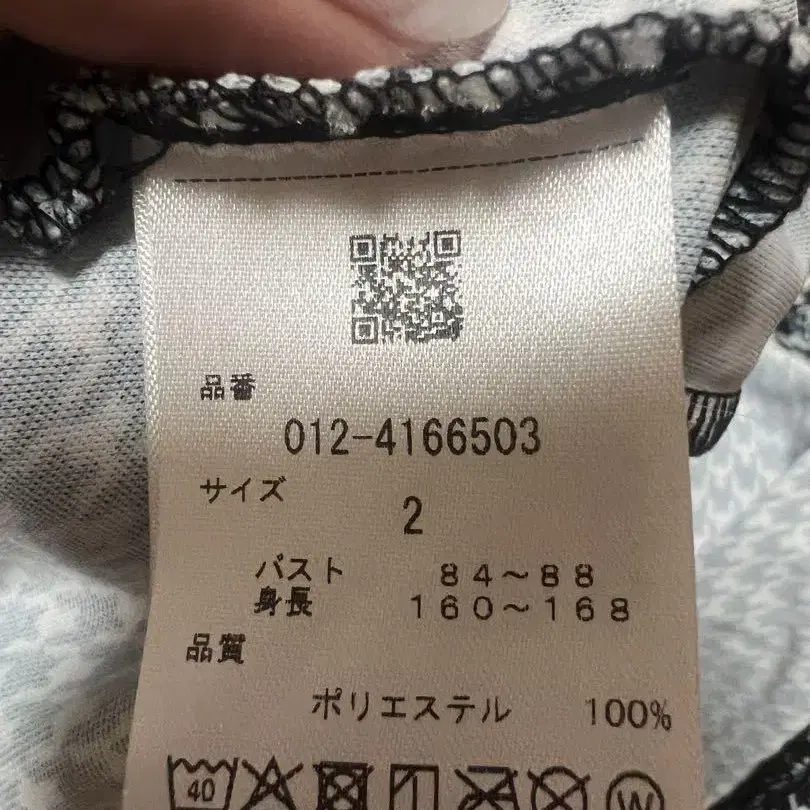 品番
012-4166503
サイズ
2
バスト 84～88
身長 160～168
品質
ポリエステル 100%
40
W